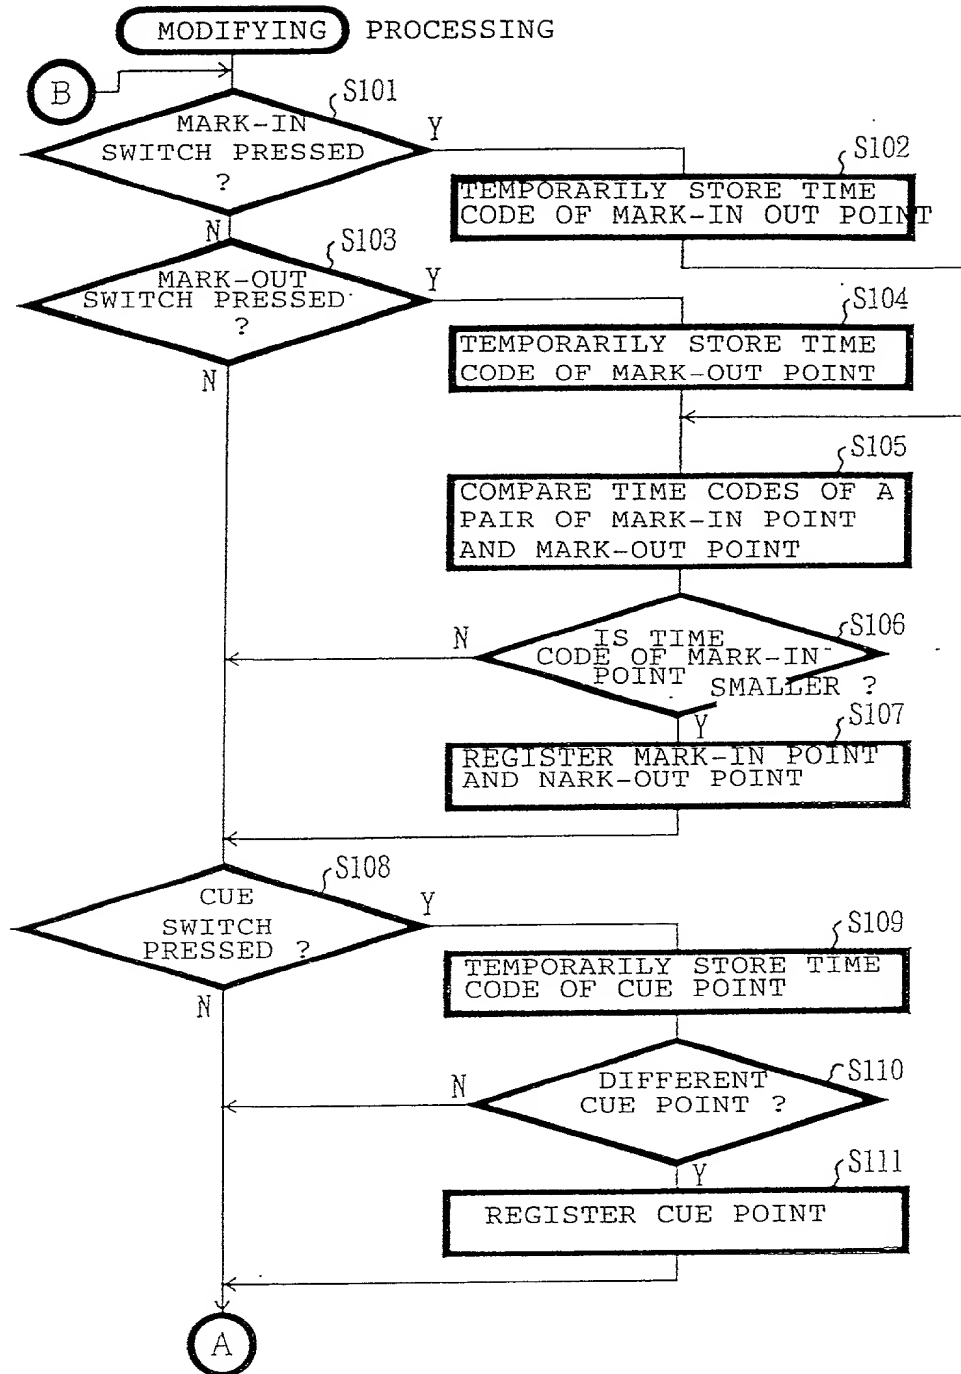 MODIFYING PROCESSING
B
S101
MARK-IN
SWITCH PRESSED
?
Y
N
S102
TEMPORARILY STORE TIME
CODE OF MARK-IN OUT POINT
S103
MARK-OUT
SWITCH PRESSED
?
Y
N
S104
TEMPORARILY STORE TIME
CODE OF MARK-OUT POINT
S105
COMPARE TIME CODES OF A
PAIR OF MARK-IN POINT
AND MARK-OUT POINT
S106
IS TIME
CODE OF MARK-IN
POINT SMALLER ?
N
Y
S107
REGISTER MARK-IN POINT
AND NARK-OUT POINT
S108
CUE
SWITCH
PRESSED ?
Y
N
S109
TEMPORARILY STORE TIME
CODE OF CUE POINT
S110
DIFFERENT
CUE POINT ?
N
Y
S111
REGISTER CUE POINT
A